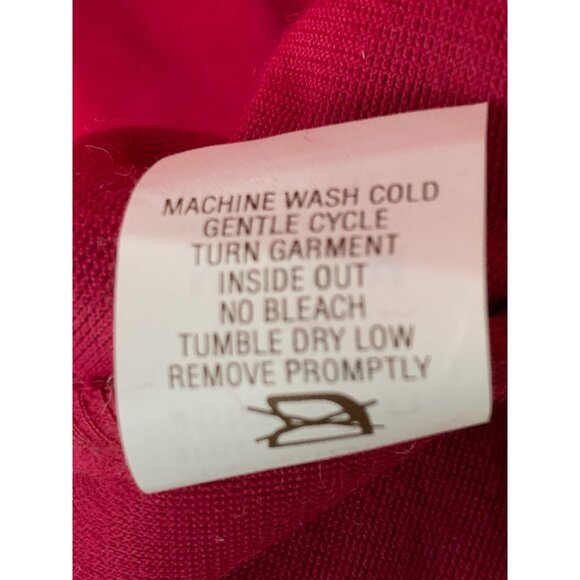 MACHINE WASH COLD
GENTLE CYCLE
TURN GARMENT
INSIDE OUT
NO BLEACH
TUMBLE DRY LOW
REMOVE PROMPTLY